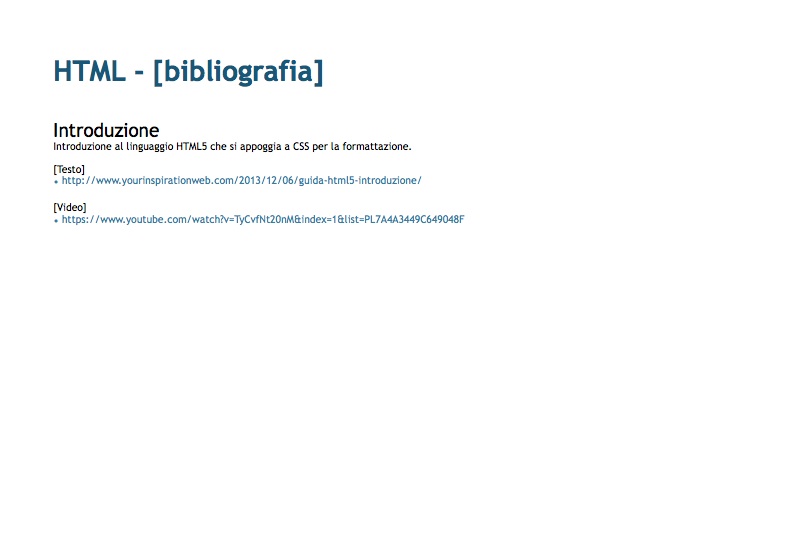 HTML - [bibliografia]
Introduzione
Introduzione al linguaggio HTML5 che si appoggia a CSS per la formattazione.
[Testo]
• http://www.yourinspirationweb.com/2013/12/06/guida-html5-introduzione/
[Video]
• https://www.youtube.com/watch?v=TyCvfNt20nM&index=1&list=PL7A4A3449C649048F